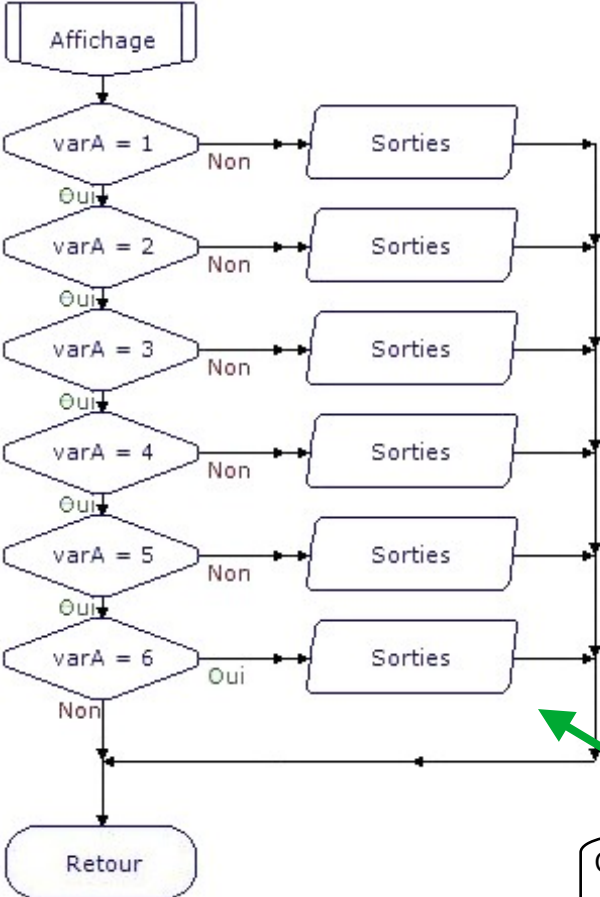 Affichage
varA = 1
Sorties
Non
Oui
varA = 2
Sorties
Non
Oui
varA = 3
Sorties
Non
Oui
varA = 4
Sorties
Non
Oui
varA = 5
Sorties
Non
Oui
varA = 6
Sorties
Oui
Non
Retour